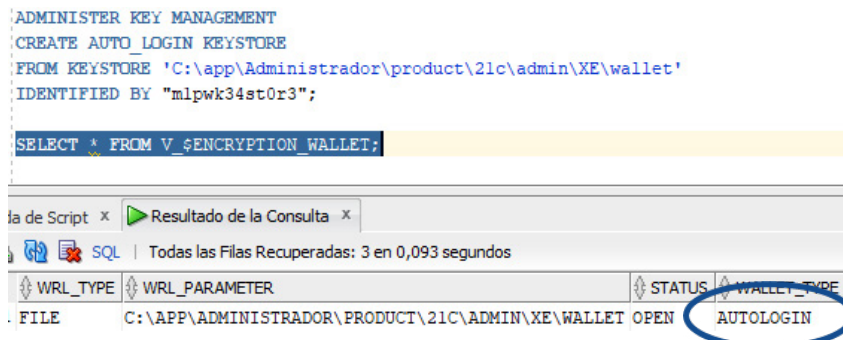 ADMINISTER KEY MANAGEMENT
CREATE AUTO_LOGIN KEYSTORE
FROM KEYSTORE 'C:\app\Administrador\product\21c\admin\XE\wallet'
IDENTIFIED BY "m1pwk34st0r3";
SELECT * FROM V_$ENCRYPTION_WALLET;
da de Script x Resultado de la Consulta x
SQL | Todas las Filas Recuperadas: 3 en 0,093 segundos
WRL_TYPE WRL_PARAMETER STATUS WALLET_TYPE
FILE C:\APP\ADMINISTRADOR\PRODUCT\21C\ADMIN\XE\WALLET OPEN AUTOLOGIN